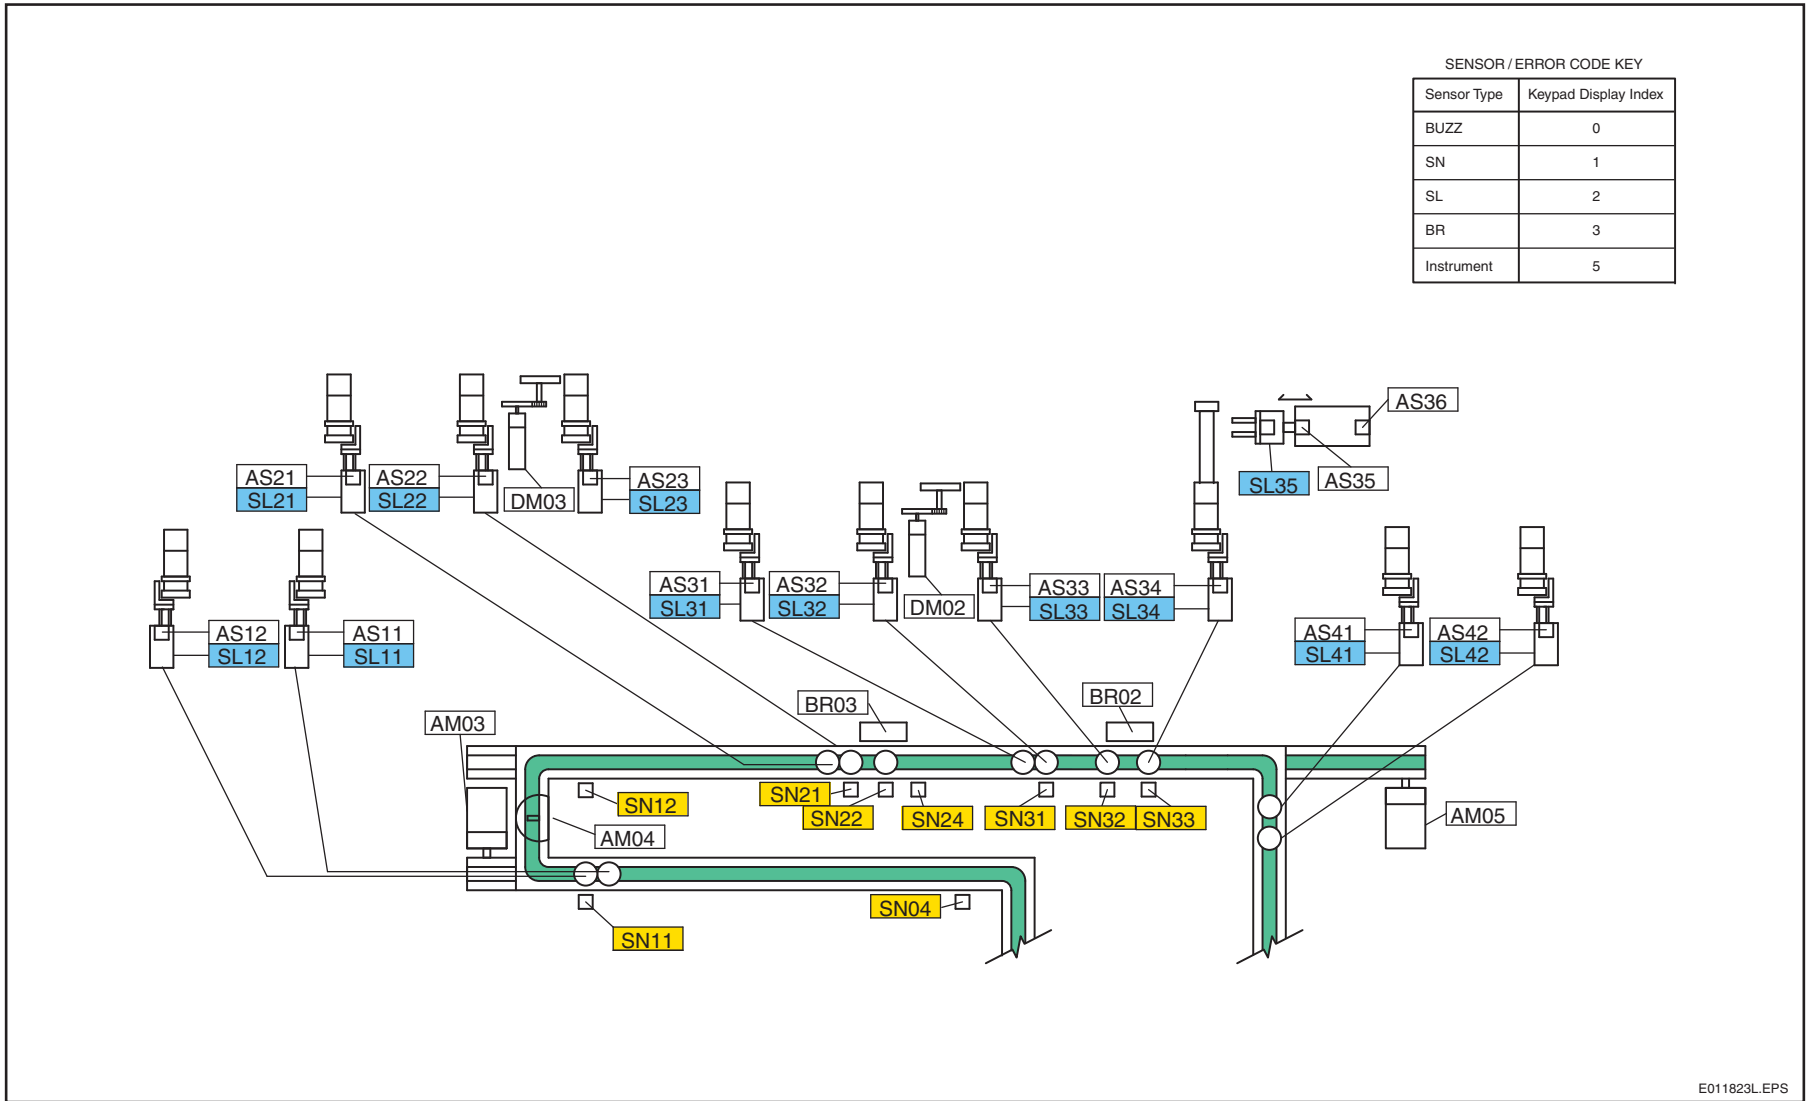 SENSOR / ERROR CODE KEY
Sensor Type Keypad Display Index
BUZZ 0
SN 1
SL 2
BR 3
Instrument 5
AS36
AS35
SL35
AS21
SL21
AS22
SL22
DM03
AS23
SL23
AS31
SL31
AS32
SL32
DM02
AS33
SL33
AS34
SL34
AS12
SL12
AS11
SL11
AS41
SL41
AS42
SL42
AM03
BR03
BR02
SN12
SN21
SN22
SN24
SN31
SN32
SN33
AM04
AM05
SN04
SN11
E011823L.EPS